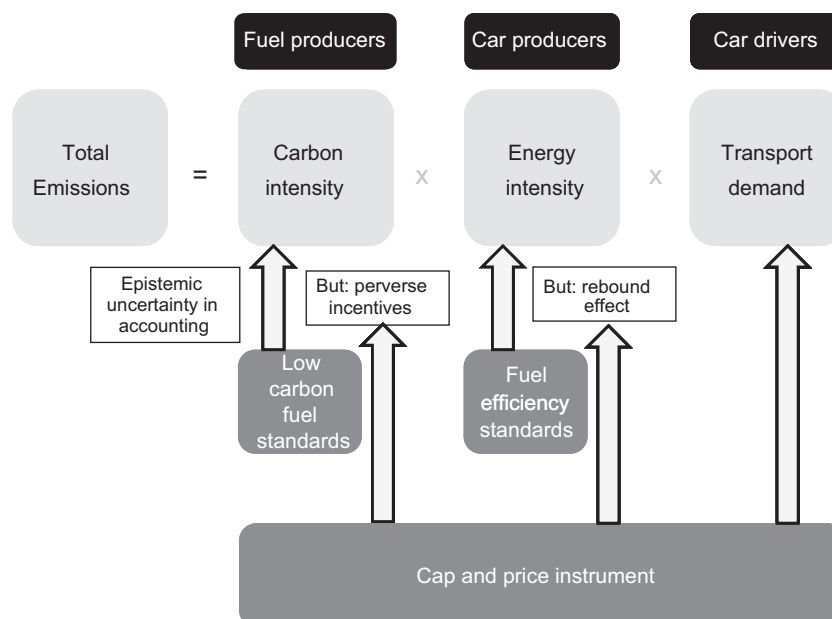 Fuel producers
Car producers
Car drivers
Total
Emissions
=
Carbon
intensity
x
Energy
intensity
x
Transport
demand
Epistemic
uncertainty in
accounting
But: perverse
incentives
But: rebound
effect
Low
carbon
fuel
standards
Fuel
efficiency
standards
Cap and price instrument